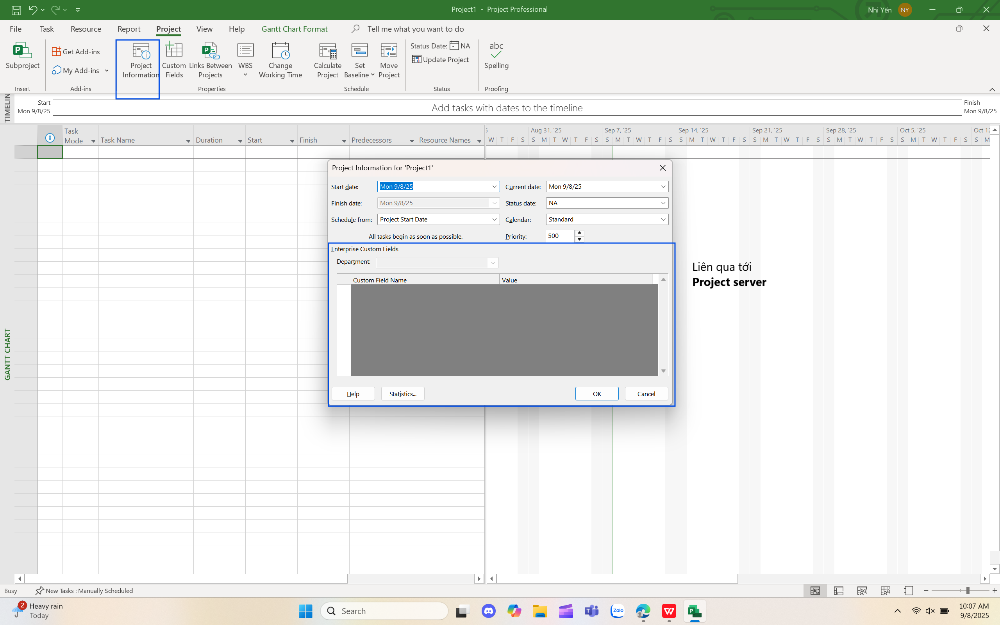 Project1 - Project Professional
Nhi Yến
NY
File
Task
Resource
Report
Project
View
Help
Gantt Chart Format
Tell me what you want to do
Subproject
Insert
Get Add-ins
My Add-ins
Add-ins
Project
Information
Custom
Fields
Links Between
Projects
WBS
Change
Working Time
Properties
Calculate
Project
Set
Baseline
Move
Project
Schedule
Status Date:
NA
Update Project
Status
abc
Spelling
Proofing
TIMELIN
Start
Mon 9/8/25
Add tasks with dates to the timeline
Finish
Mon 9/8/25
Task
Mode
Task Name
Duration
Start
Finish
Predecessors
Resource Names
Aug 31, '25
Sep 7, '25
Sep 14, '25
Sep 21, '25
Sep 28, '25
Oct 5, '25
Oct 12
W T F S S M T W T F S S M T W T F S S M T W T F S S M T W T F S S M T W T F S S M T W T F S S M
GANTT CHART
Project Information for 'Project1'
Start date:
Mon 9/8/25
Current date:
Mon 9/8/25
Finish date:
Mon 9/8/25
Status date:
NA
Schedule from:
Project Start Date
Calendar:
Standard
All tasks begin as soon as possible.
Priority:
500
Enterprise Custom Fields
Department:
Custom Field Name
Value
Help
Statistics...
OK
Cancel
Liên qua tới
Project server
Busy
New Tasks : Manually Scheduled
2
Heavy rain
Today
Search
Zalo
10:07 AM
9/8/2025